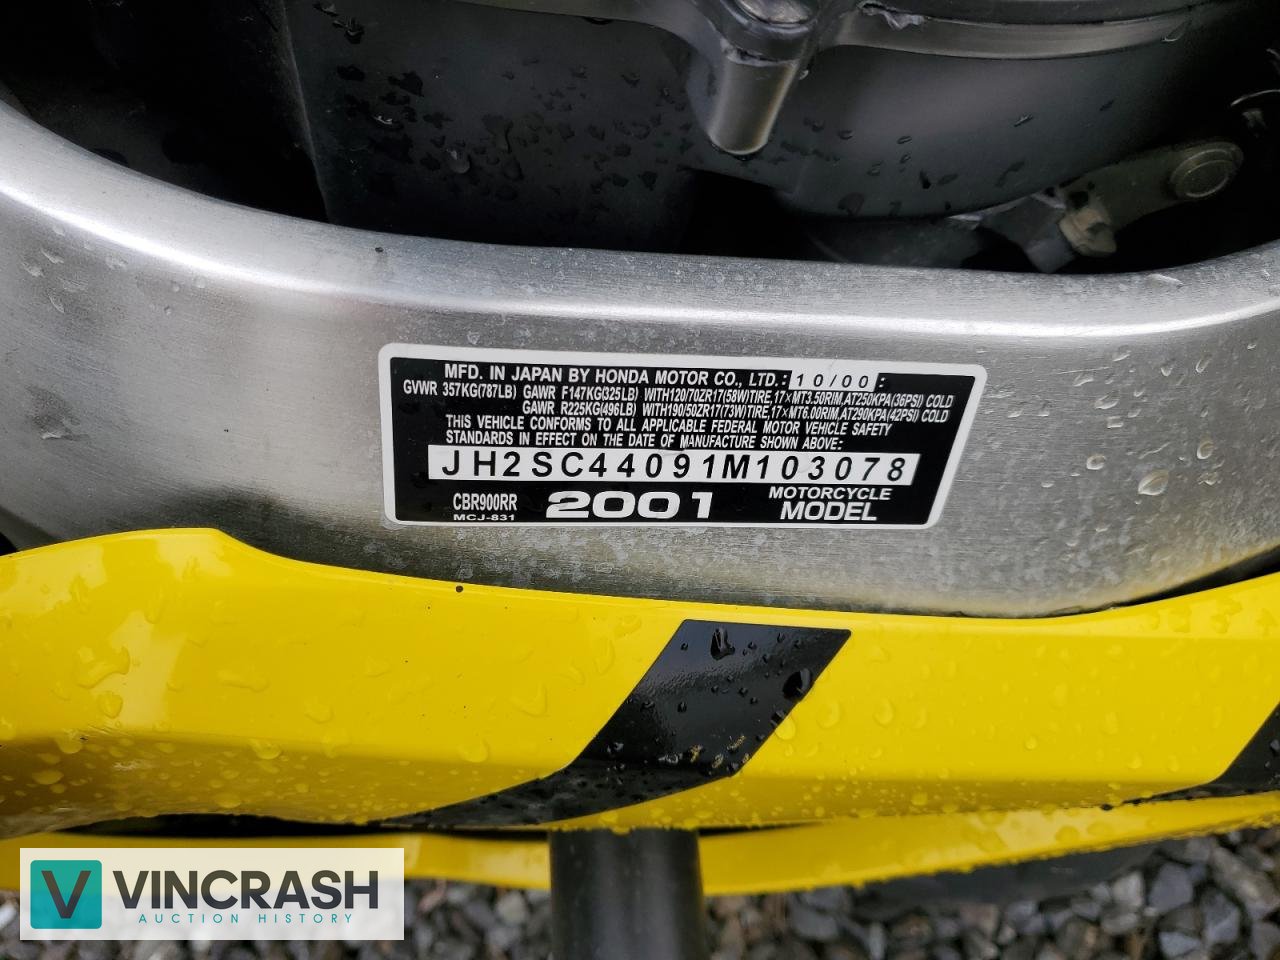 MFD. IN JAPAN BY HONDA MOTOR CO., LTD.: 10/00:
GVWR 357KG(787LB) GAWR F147KG(325LB) WITH120/70ZR17(58W)TIRE,17×MT3.50RIM,AT250KPA(36PSI) COLD
GAWR R225KG(496LB) WITH190/50ZR17(73W)TIRE,17×MT6.00RIM,AT290KPA(42PSI) COLD
THIS VEHICLE CONFORMS TO ALL APPLICABLE FEDERAL MOTOR VEHICLE SAFETY
STANDARDS IN EFFECT ON THE DATE OF MANUFACTURE SHOWN ABOVE:
JH2SC44091M103078
CBR900RR 2001 MOTORCYCLE
MCJ-831 MODEL
V VINCRASH
AUCTION HISTORY